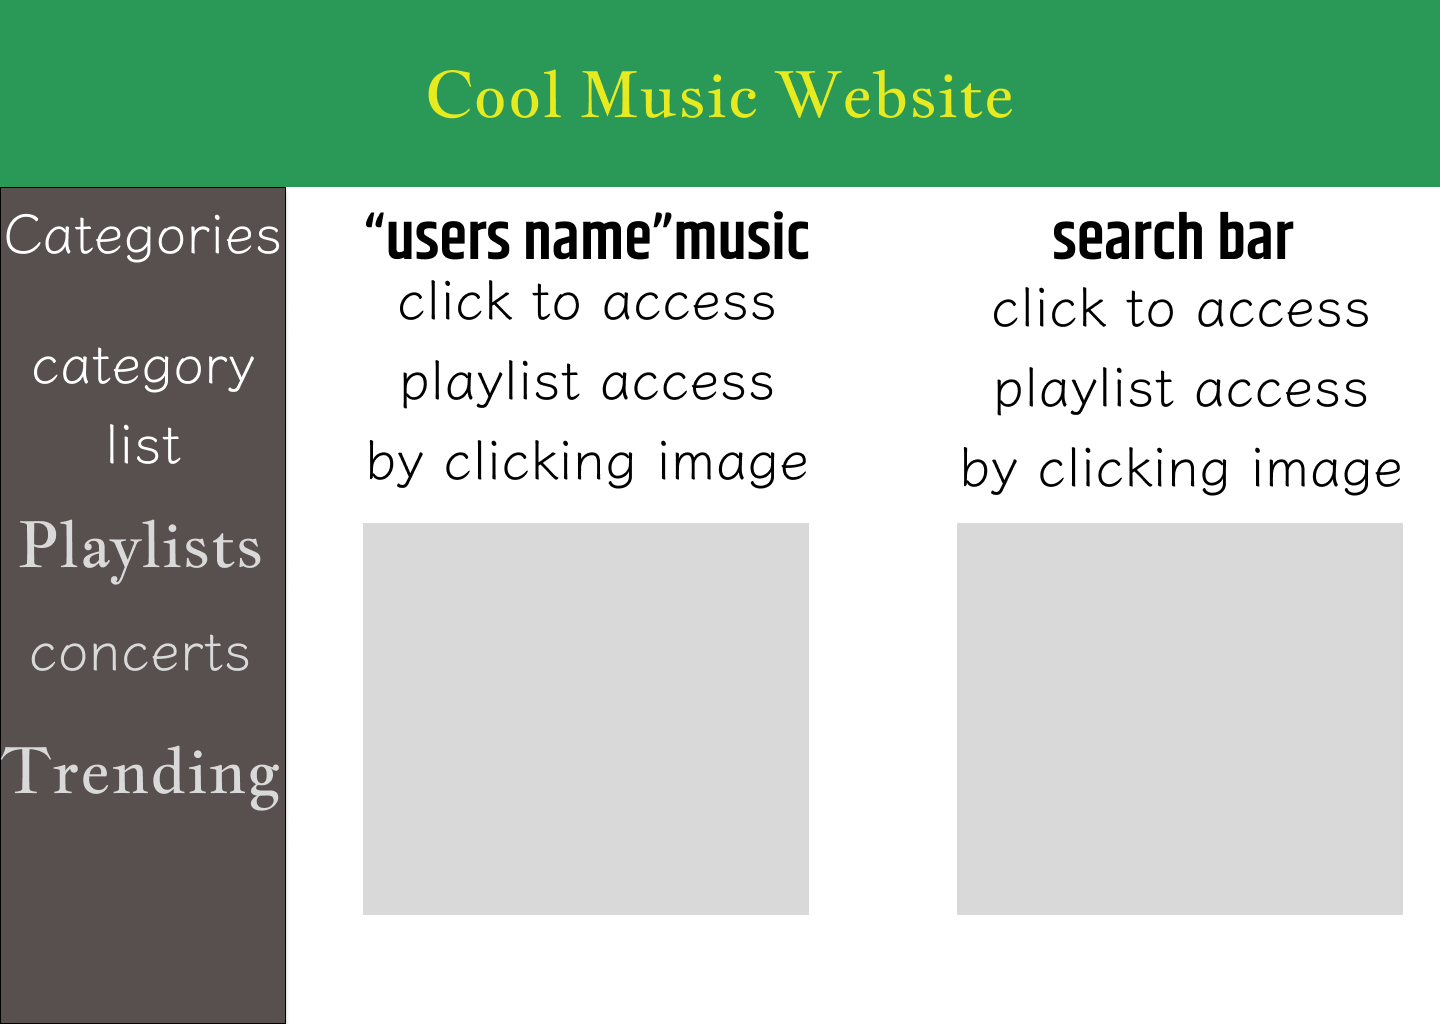 Cool Music Website
Categories
category
list
Playlists
concerts
Trending
“users name”music
click to access
playlist access
by clicking image
search bar
click to access
playlist access
by clicking image